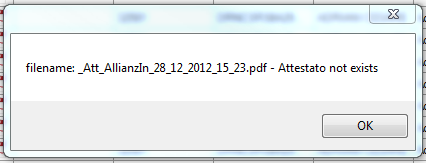 filename: _Att_AllianzIn_28_12_2012_15_23.pdf - Attestato not exists
OK